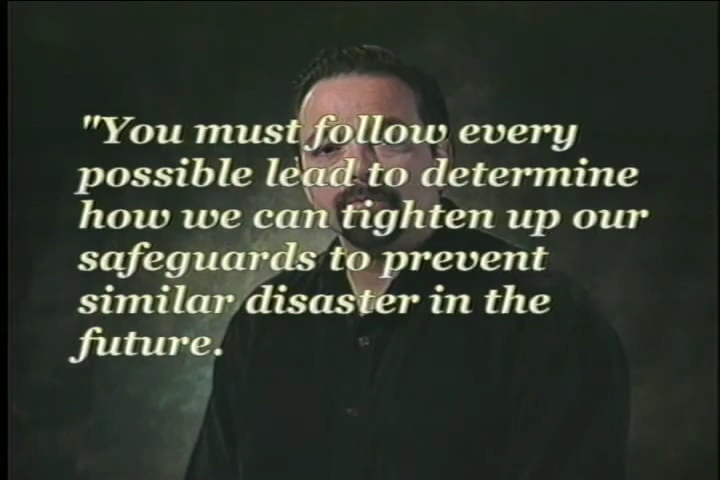 "You must follow every
possible lead to determine
how we can tighten up our
safeguards to prevent
similar disaster in the
future.